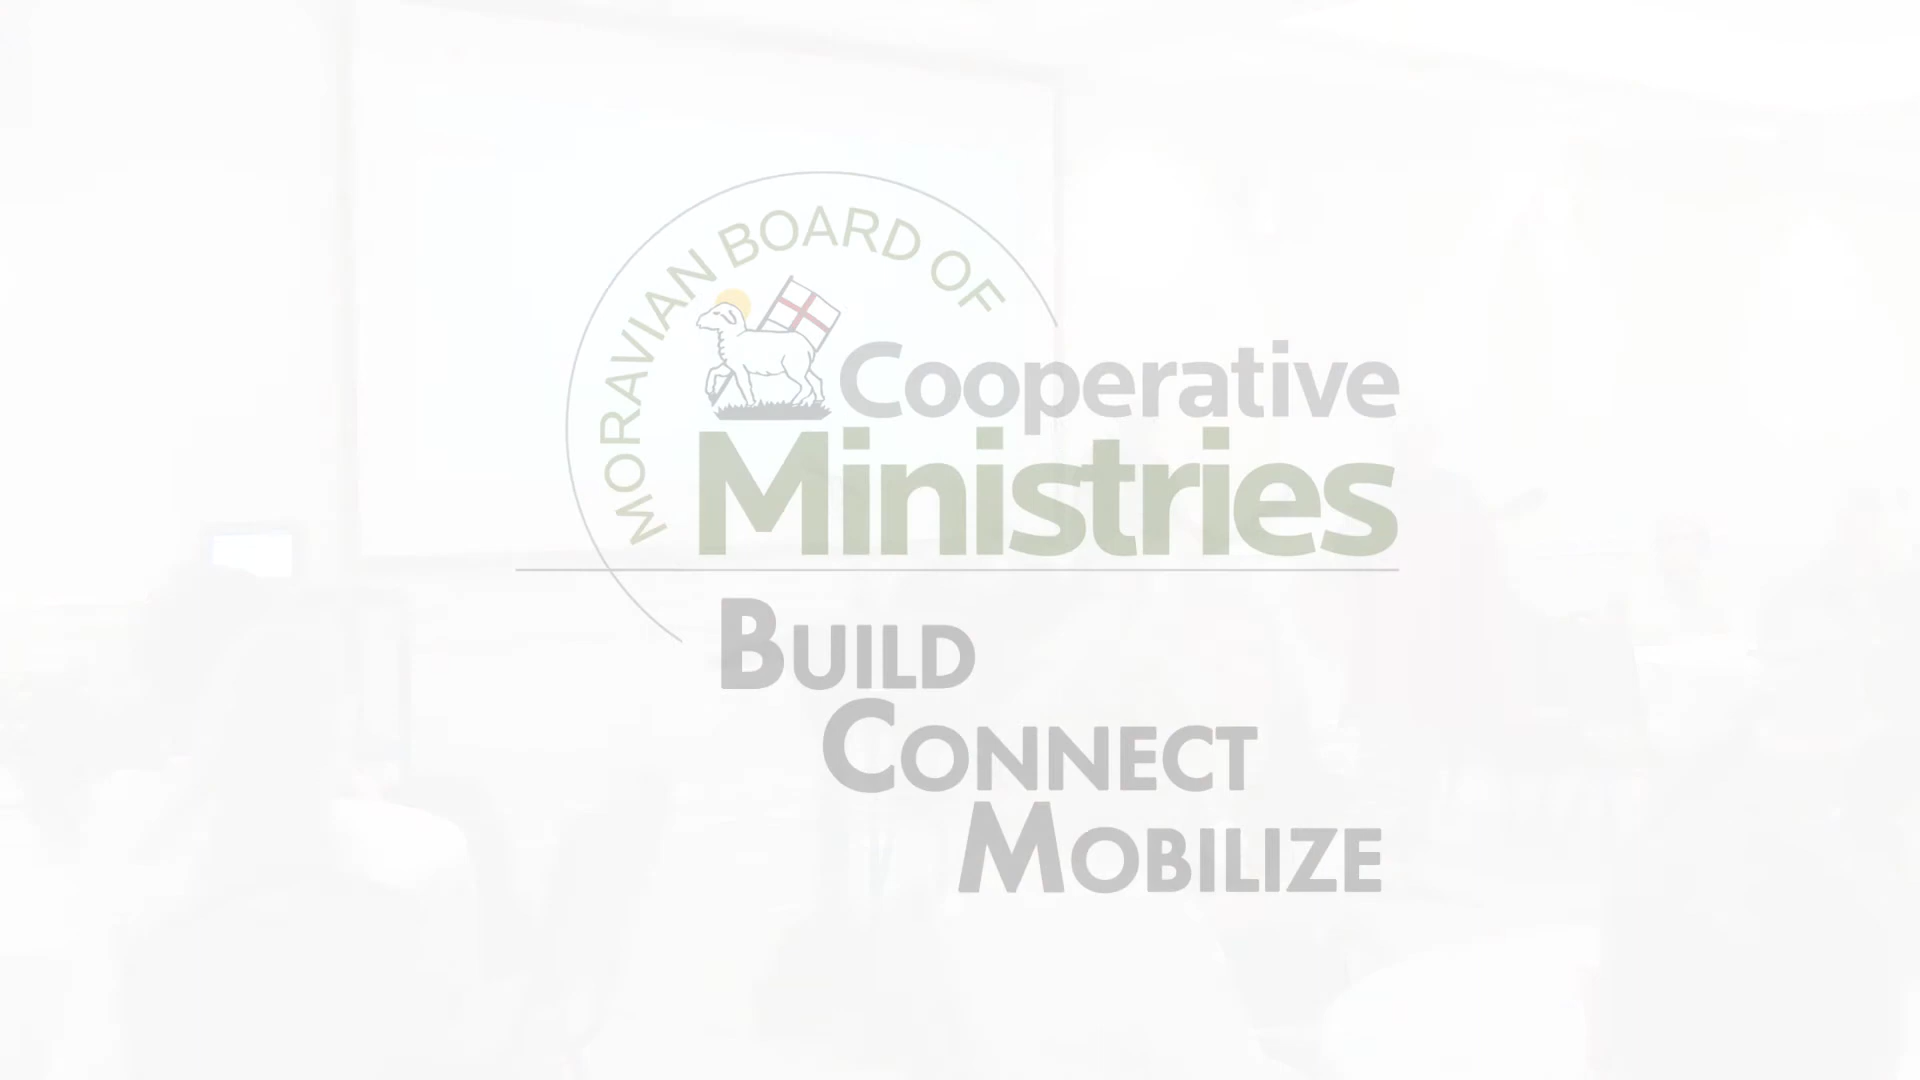 MORAVIAN BOARD OF
Cooperative
Ministries
BUILD
CONNECT
MOBILIZE